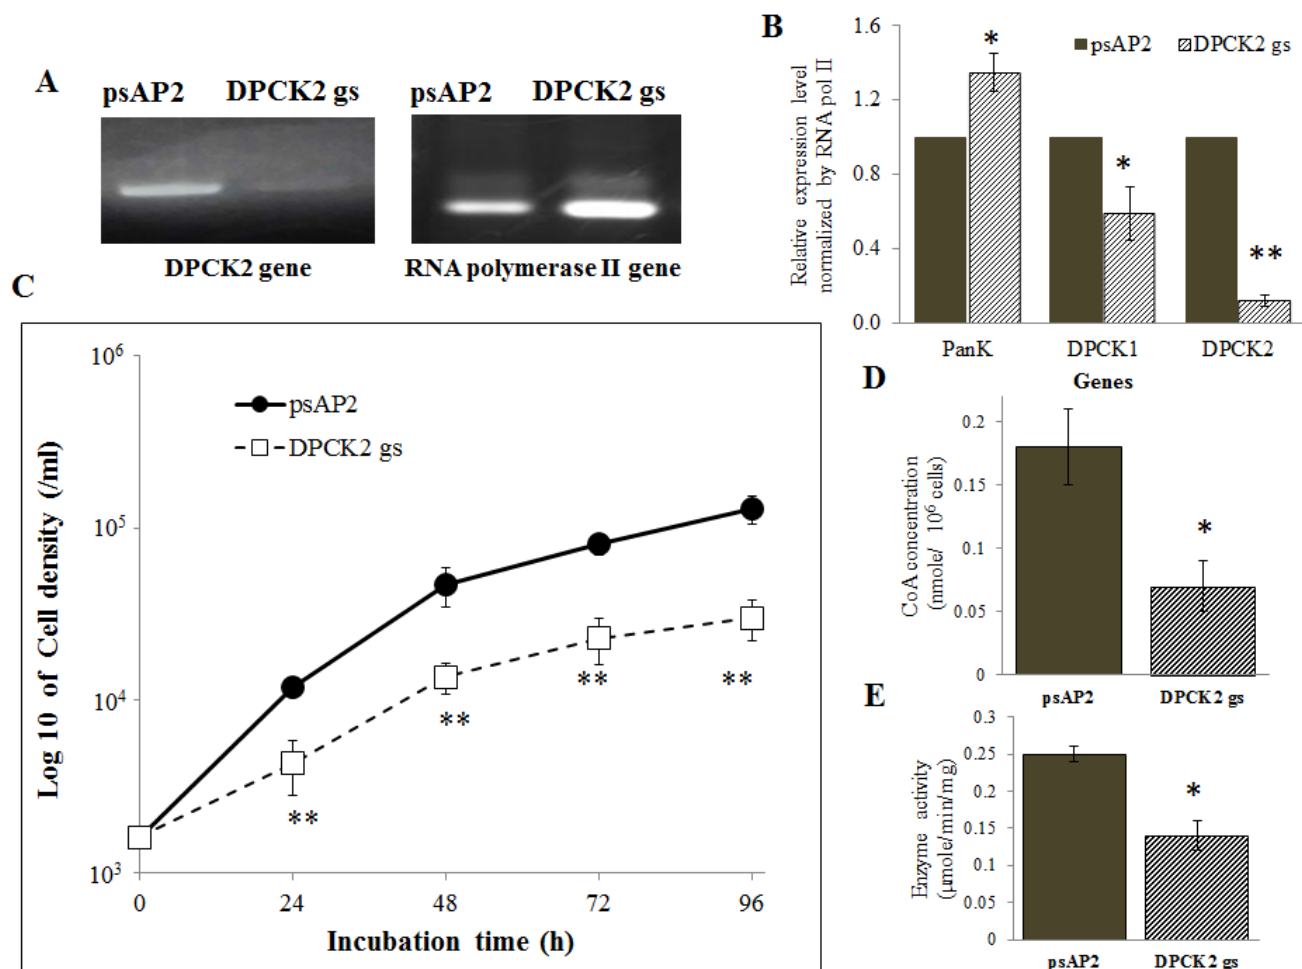 A
psAP2 DPCK2 gs psAP2 DPCK2 gs
DPCK2 gene RNA polymerase II gene
B
Relative expression level
normalized by RNA pol II
psAP2 DPCK2 gs
1.6
1.2
0.8
0.4
0.0
*
*
**
PanK DPCK1 DPCK2
Genes
C
Log 10 of Cell density (/ml)
psAP2
DPCK2 gs
10⁶
10⁵
10⁴
10³
**
**
**
**
0 24 48 72 96
Incubation time (h)
D
CoA concentration
(nmole/ 10⁶ cells)
0.2
0.15
0.1
0.05
0
*
psAP2 DPCK2 gs
E
Enzyme activity
(µmole/min/mg)
0.3
0.25
0.2
0.15
0.1
0.05
0
*
psAP2 DPCK2 gs